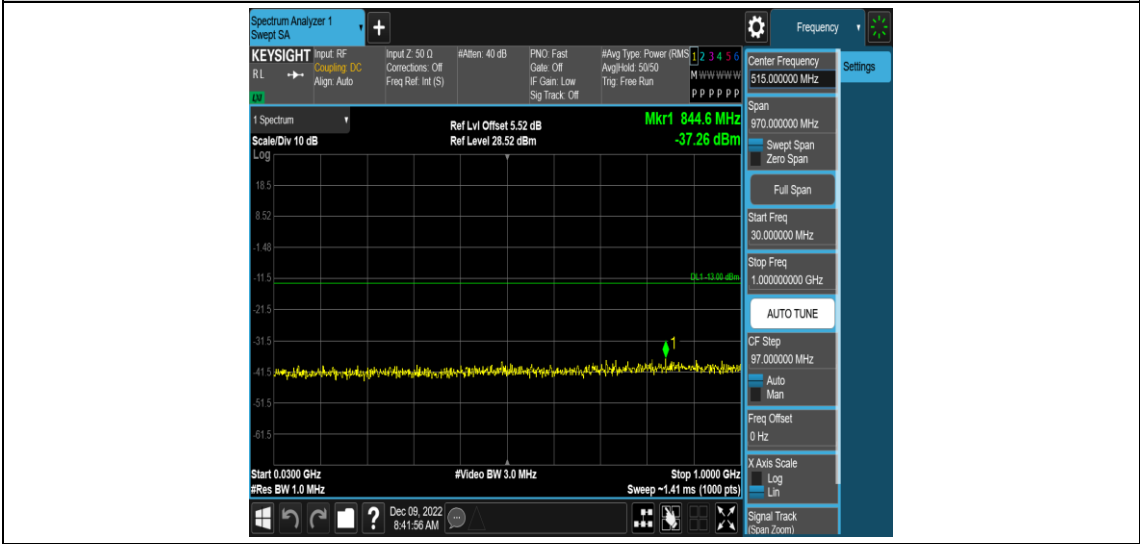 Spectrum Analyzer 1
Swept SA
+
Frequency
KEYSIGHT Input: RF Input Z: 50 Ω #Atten: 40 dB PNO: Fast #Avg Type: Power (RMS 1 2 3 4 5 6
RL Coupling: DC Corrections: Off Gate: Off Avg|Hold: 50/50 M W W W W W
Align: Auto Freq Ref: Int (S) IF Gain: Low Trig: Free Run
Sig Track: Off P P P P P P
1 Spectrum
Ref Lvl Offset 5.52 dB
Mkr1 844.6 MHz
Scale/Div 10 dB Ref Level 28.52 dBm -37.26 dBm
Log
18.5
8.52
-1.48
-11.5
DL1 -13.00 dBm
-21.5
-31.5
1
-41.5
-51.5
-61.5
Start 0.0300 GHz #Video BW 3.0 MHz Stop 1.0000 GHz
#Res BW 1.0 MHz Sweep ~1.41 ms (1000 pts)
? Dec 09, 2022
8:41:56 AM
Center Frequency
515.000000 MHz
Settings
Span
970.000000 MHz
Swept Span
Zero Span
Full Span
Start Freq
30.000000 MHz
Stop Freq
1.000000000 GHz
AUTO TUNE
CF Step
97.000000 MHz
Auto
Man
Freq Offset
0 Hz
X Axis Scale
Log
Lin
Signal Track
(Span Zoom)